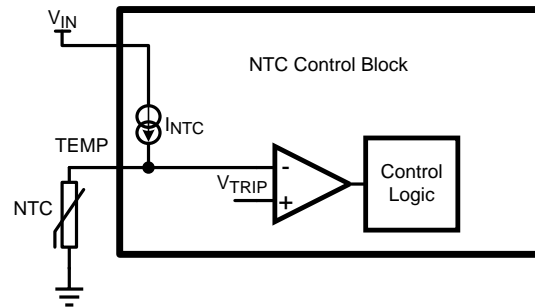 VIN
NTC Control Block
INTC
TEMP
-
Control
Logic
VTRIP
+
NTC